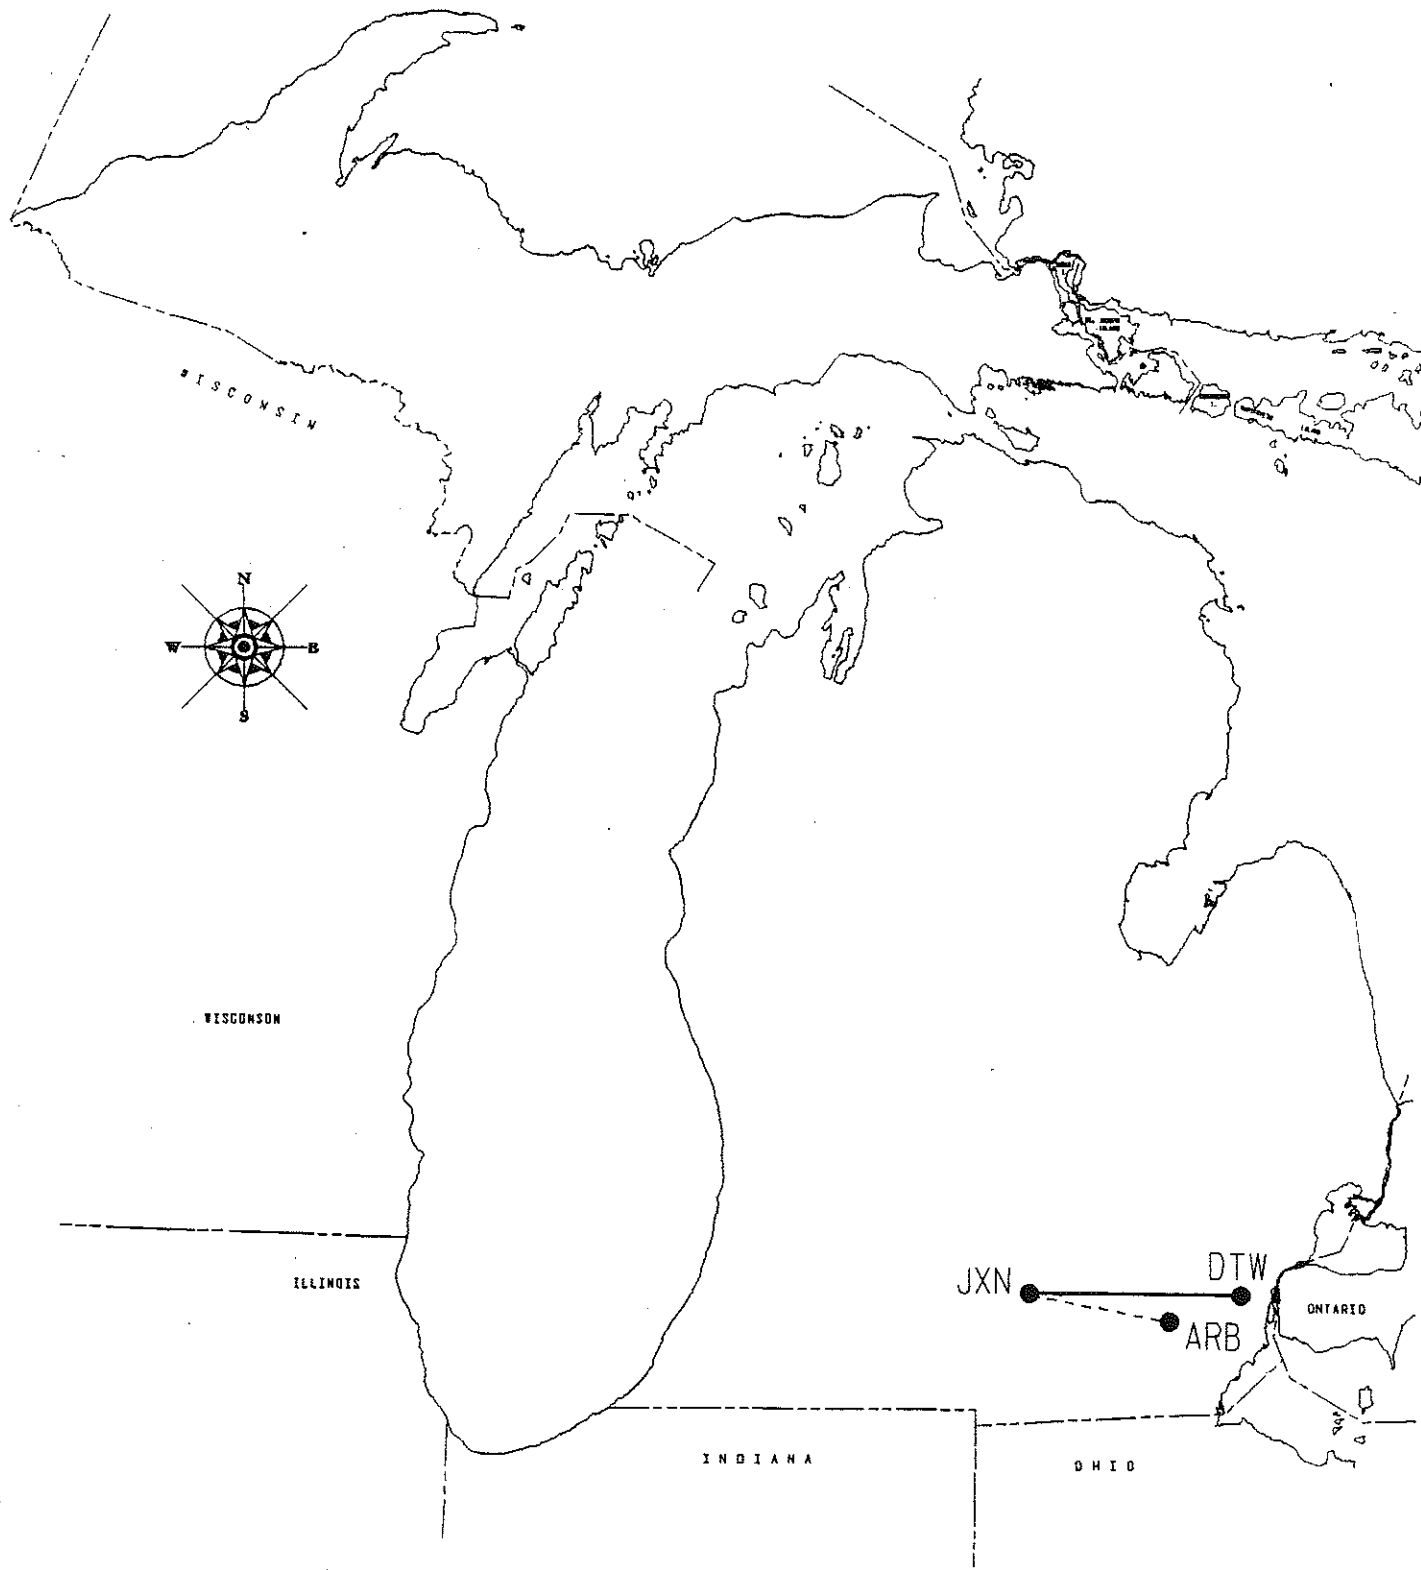 WISCONSIN
N
W
E
S
WISCONSON
ILLINOIS
JXN
DTW
ARB
ONTARIO
INDIANA
OHIO